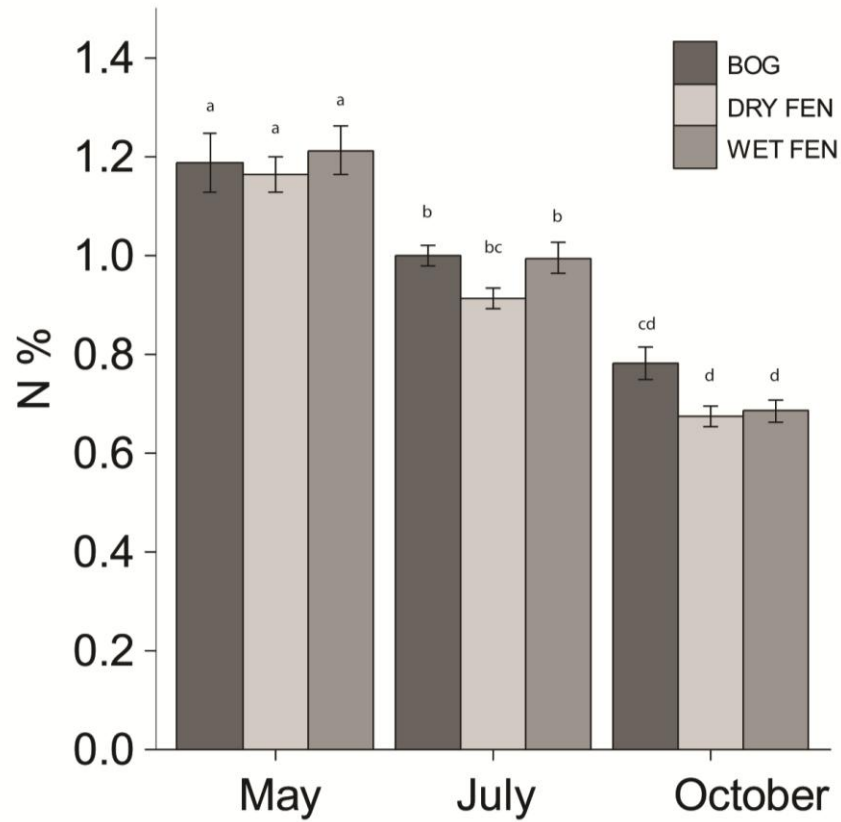 1.4
1.2
1.0
0.8
0.6
0.4
0.2
0.0
N %
BOG
DRY FEN
WET FEN
a
a
a
b
bc
b
cd
d
d
May
July
October